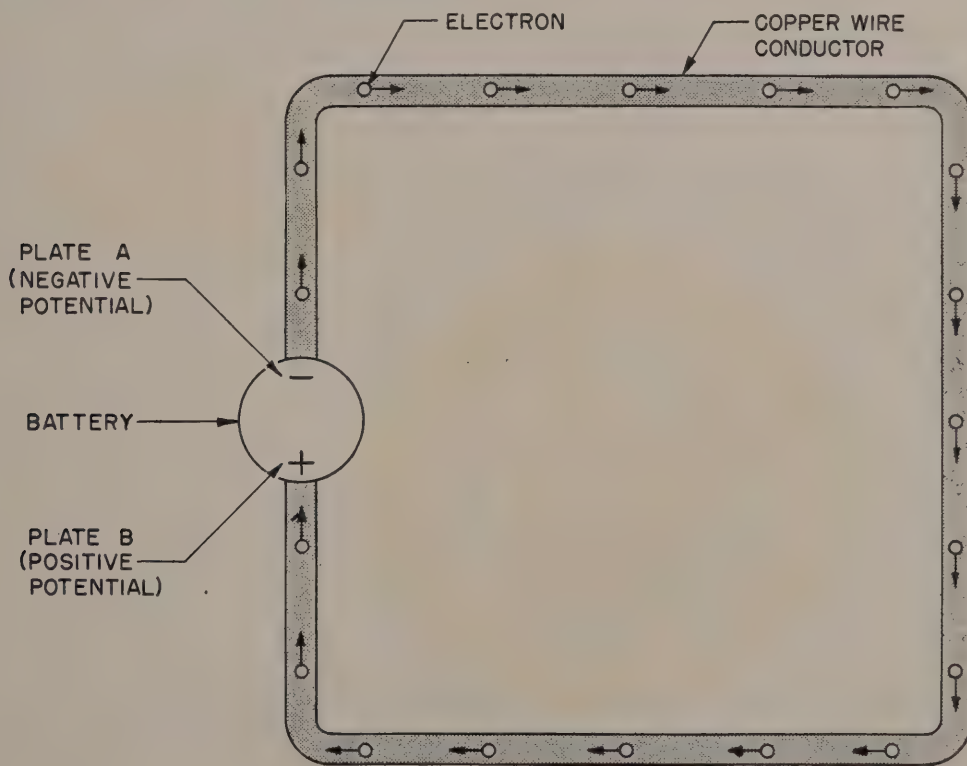 ELECTRON
COPPER WIRE
CONDUCTOR
PLATE A
(NEGATIVE
POTENTIAL)
−
BATTERY
+
PLATE B
(POSITIVE
POTENTIAL)